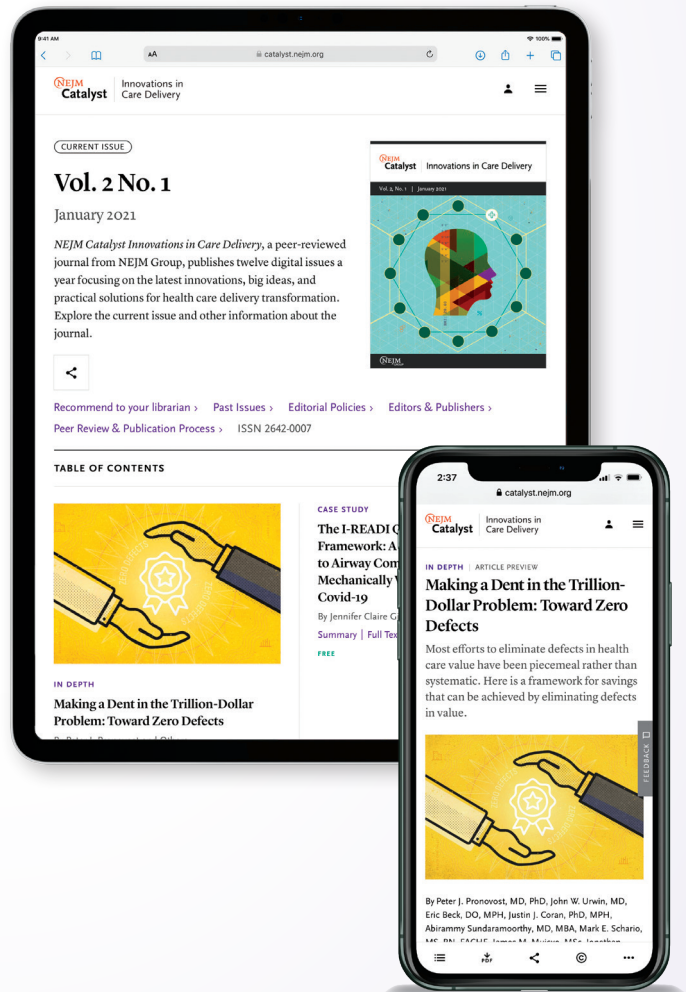 9:41 AM
100%
AA
catalyst.nejm.org
NEJM
Catalyst
Innovations in
Care Delivery
CURRENT ISSUE
Vol. 2 No. 1
January 2021
NEJM Catalyst Innovations in Care Delivery, a peer-reviewed
journal from NEJM Group, publishes twelve digital issues a
year focusing on the latest innovations, big ideas, and
practical solutions for health care delivery transformation.
Explore the current issue and other information about the
journal.
NEJM
Catalyst Innovations in Care Delivery
Vol. 2, No. 1 | January 2021
N
NEJM
GROUP
Recommend to your librarian › Past Issues › Editorial Policies › Editors & Publishers ›
Peer Review & Publication Process › ISSN 2642-0007
TABLE OF CONTENTS
ZERO DEFECTS
IN DEPTH
Making a Dent in the Trillion-Dollar
Problem: Toward Zero Defects
CASE STUDY
The I-READI
Framework: A
to Airway Com
Mechanically
Covid-19
By Jennifer Claire G
Summary | Full Tex
FREE
2:37
catalyst.nejm.org
NEJM
Catalyst
Innovations in
Care Delivery
IN DEPTH | ARTICLE PREVIEW
Making a Dent in the Trillion-
Dollar Problem: Toward Zero
Defects
Most efforts to eliminate defects in health
care value have been piecemeal rather than
systematic. Here is a framework for savings
that can be achieved by eliminating defects
in value.
FEEDBACK
By Peter J. Pronovost, MD, PhD, John W. Urwin, MD,
Eric Beck, DO, MPH, Justin J. Coran, PhD, MPH,
Abirammy Sundaramoorthy, MD, MBA, Mark E. Schario,
PDF
©